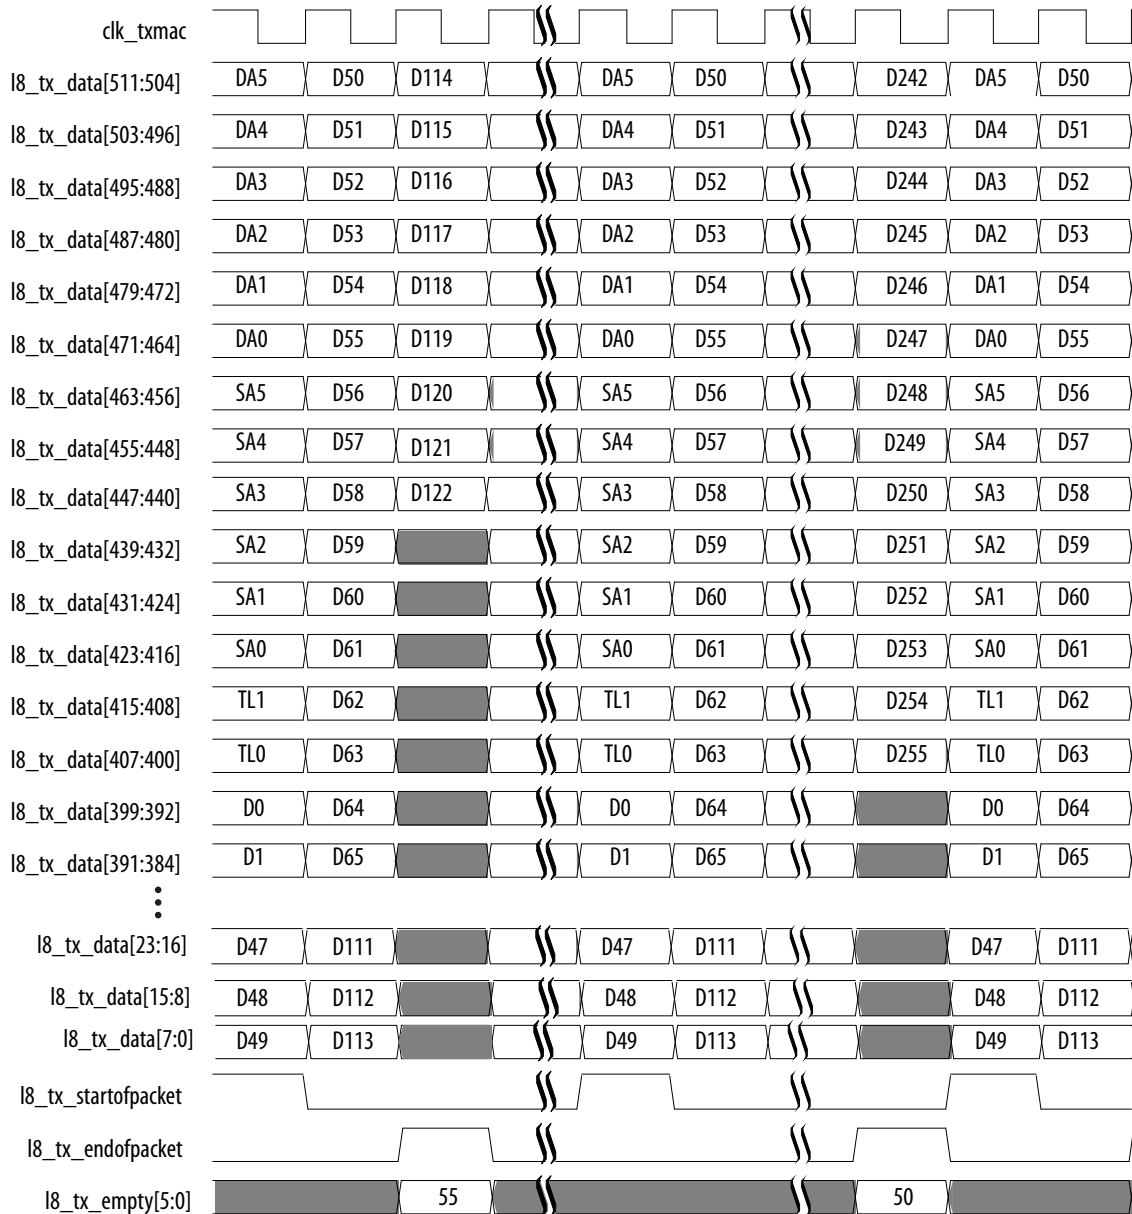 clk_txmac
l8_tx_data[511:504] DA5 D50 D114 DA5 D50 D242 DA5 D50
l8_tx_data[503:496] DA4 D51 D115 DA4 D51 D243 DA4 D51
l8_tx_data[495:488] DA3 D52 D116 DA3 D52 D244 DA3 D52
l8_tx_data[487:480] DA2 D53 D117 DA2 D53 D245 DA2 D53
l8_tx_data[479:472] DA1 D54 D118 DA1 D54 D246 DA1 D54
l8_tx_data[471:464] DA0 D55 D119 DA0 D55 D247 DA0 D55
l8_tx_data[463:456] SA5 D56 D120 SA5 D56 D248 SA5 D56
l8_tx_data[455:448] SA4 D57 D121 SA4 D57 D249 SA4 D57
l8_tx_data[447:440] SA3 D58 D122 SA3 D58 D250 SA3 D58
l8_tx_data[439:432] SA2 D59 SA2 D59 D251 SA2 D59
l8_tx_data[431:424] SA1 D60 SA1 D60 D252 SA1 D60
l8_tx_data[423:416] SA0 D61 SA0 D61 D253 SA0 D61
l8_tx_data[415:408] TL1 D62 TL1 D62 D254 TL1 D62
l8_tx_data[407:400] TL0 D63 TL0 D63 D255 TL0 D63
l8_tx_data[399:392] D0 D64 D0 D64 D0 D64
l8_tx_data[391:384] D1 D65 D1 D65 D1 D65
l8_tx_data[23:16] D47 D111 D47 D111 D47 D111
l8_tx_data[15:8] D48 D112 D48 D112 D48 D112
l8_tx_data[7:0] D49 D113 D49 D113 D49 D113
l8_tx_startofpacket
l8_tx_endofpacket
l8_tx_empty[5:0] 55 50